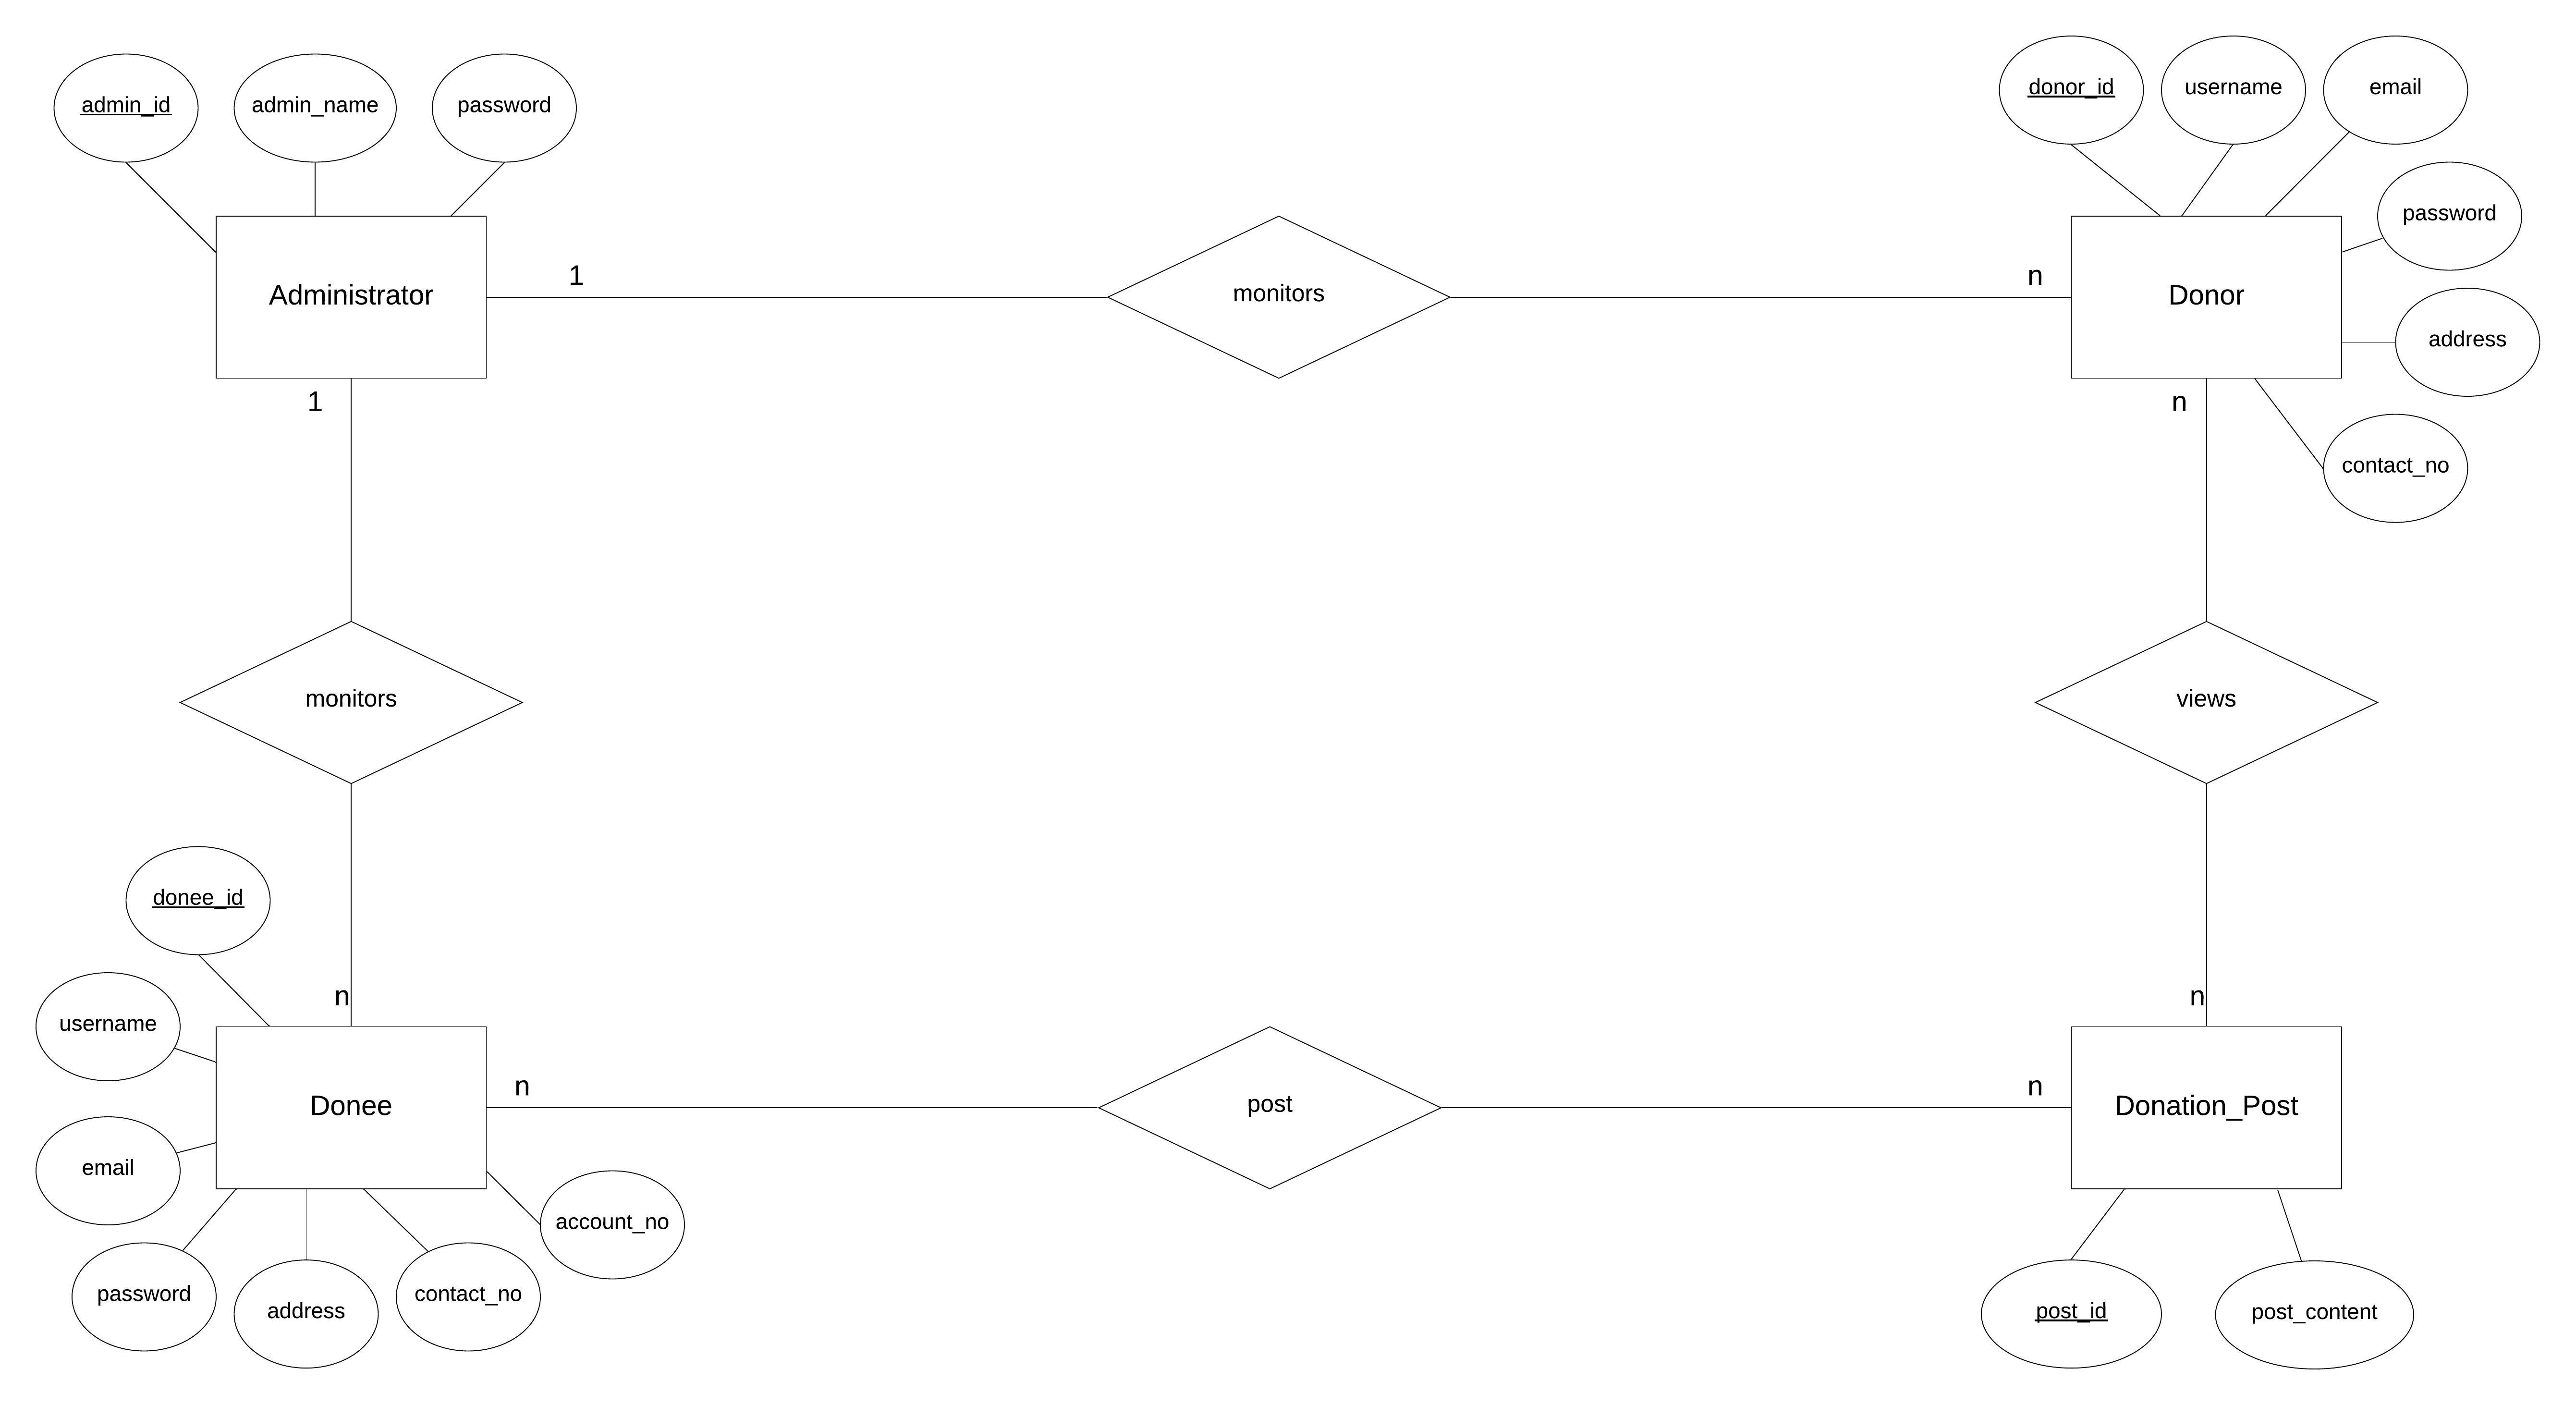 donor_id
username
email
admin_id
admin_name
password
password
Administrator
1
monitors
n
Donor
address
1
n
contact_no
monitors
views
donee_id
n
n
username
Donee
n
post
n
Donation_Post
email
account_no
password
address
contact_no
post_id
post_content